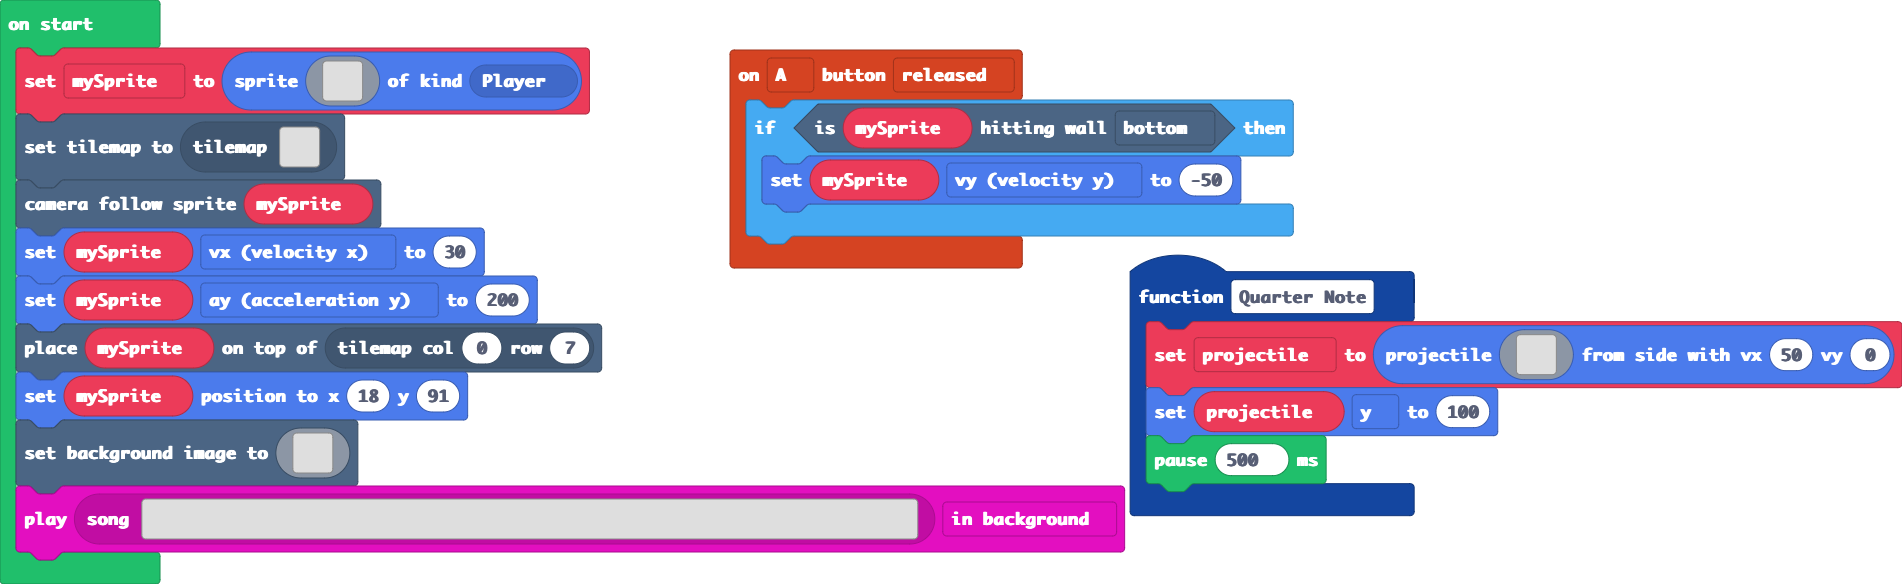 on start
set mySprite to sprite of kind Player
set tilemap to tilemap
camera follow sprite mySprite
set mySprite vx (velocity x) to 30
set mySprite ay (acceleration y) to 200
place mySprite on top of tilemap col 0 row 7
set mySprite position to x 18 y 91
set background image to
play song in background
on A button released
if is mySprite hitting wall bottom then
set mySprite vy (velocity y) to -50
function Quarter Note
set projectile to projectile from side with vx 50 vy 0
set projectile y to 100
pause 500 ms